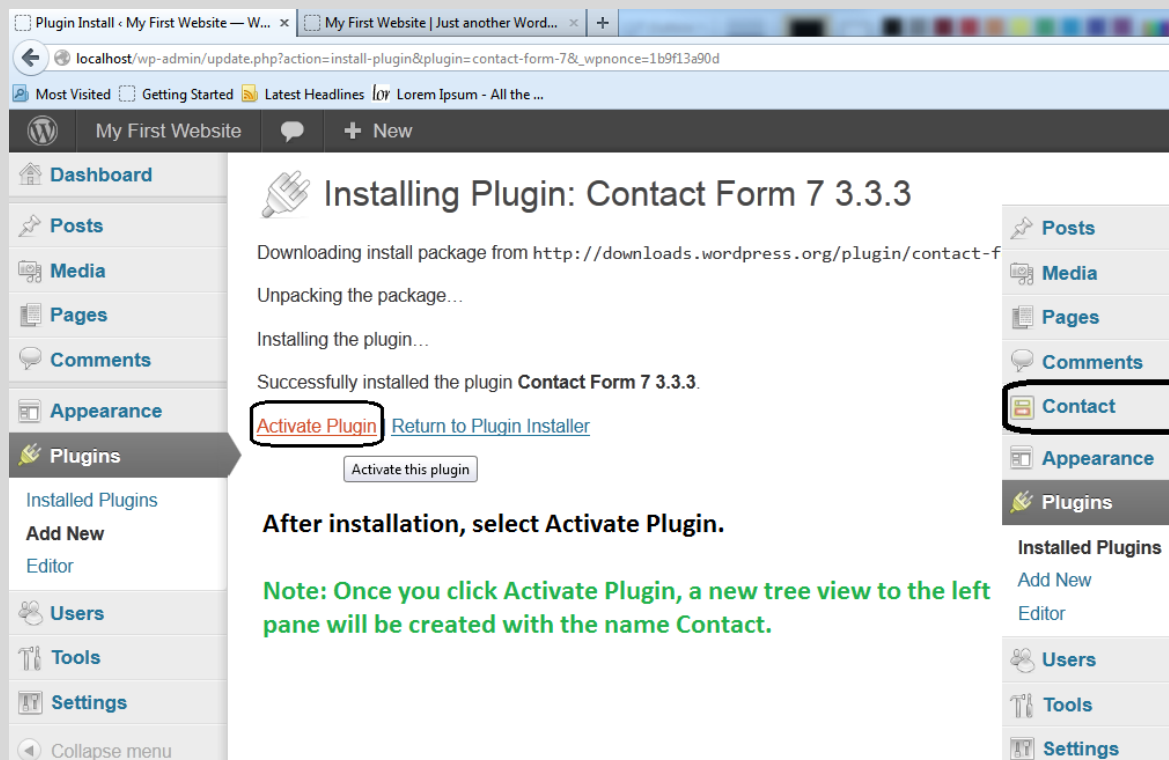 Plugin Install ‹ My First Website — W... ×
My First Website | Just another Word... ×
+
localhost/wp-admin/update.php?action=install-plugin&plugin=contact-form-7&_wpnonce=1b9f13a90d
Most Visited Getting Started Latest Headlines Lorem Ipsum - All the ...
My First Website + New
Dashboard
Posts
Media
Pages
Comments
Appearance
Plugins
Installed Plugins
Add New
Editor
Users
Tools
Settings
Collapse menu
Installing Plugin: Contact Form 7 3.3.3
Downloading install package from http://downloads.wordpress.org/plugin/contact-f
Unpacking the package…
Installing the plugin…
Successfully installed the plugin Contact Form 7 3.3.3.
Activate Plugin | Return to Plugin Installer
Activate this plugin
After installation, select Activate Plugin.
Note: Once you click Activate Plugin, a new tree view to the left
pane will be created with the name Contact.
Posts
Media
Pages
Comments
Contact
Appearance
Plugins
Installed Plugins
Add New
Editor
Users
Tools
Settings